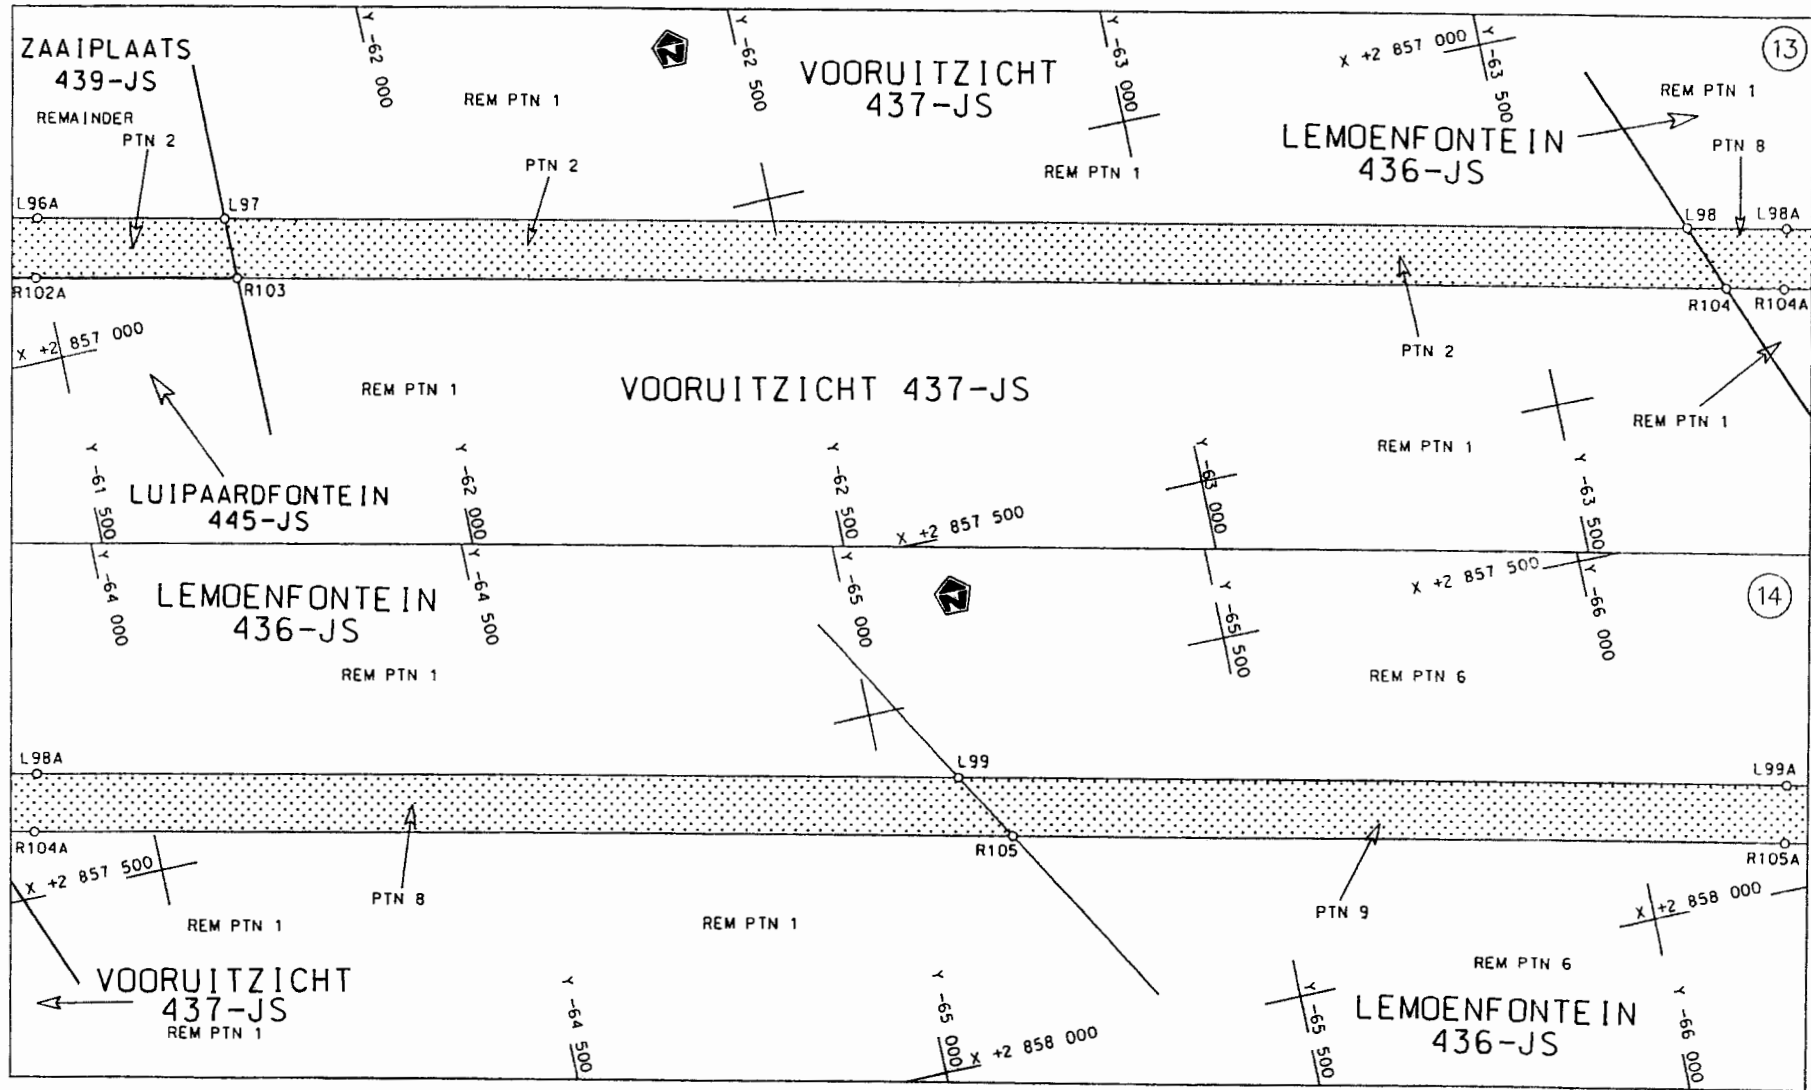 ZAAIPLAATS
439-JS
REMAINDER
PTN 2
Y -62 000
REM PTN 1
PTN 2
N
Y -62 500
VOORUITZICHT
437-JS
Y -63 000
REM PTN 1
X +2 857 000
Y -63 500
LEMOENFONTEIN
436-JS
REM PTN 1
PTN 8
13
L96A
L97
L98
L98A
R102A
R103
R104
R104A
X +2 857 000
PTN 2
REM PTN 1
VOORUITZICHT 437-JS
REM PTN 1
REM PTN 1
LUIPAARDFONTEIN
445-JS
Y -61 500
Y -62 000
Y -62 500
X +2 857 500
Y -63 000
Y -63 500
Y -64 000
LEMOENFONTEIN
436-JS
Y -64 500
Y -65 000
N
Y -65 500
X +2 857 500
Y -66 000
14
REM PTN 1
REM PTN 6
L98A
L99
L99A
R104A
R105
R105A
X +2 857 500
PTN 8
PTN 9
X +2 858 000
REM PTN 1
REM PTN 1
REM PTN 6
VOORUITZICHT
437-JS
REM PTN 1
Y -64 500
Y -65 000
X +2 858 000
Y -65 500
LEMOENFONTEIN
436-JS
Y -66 000